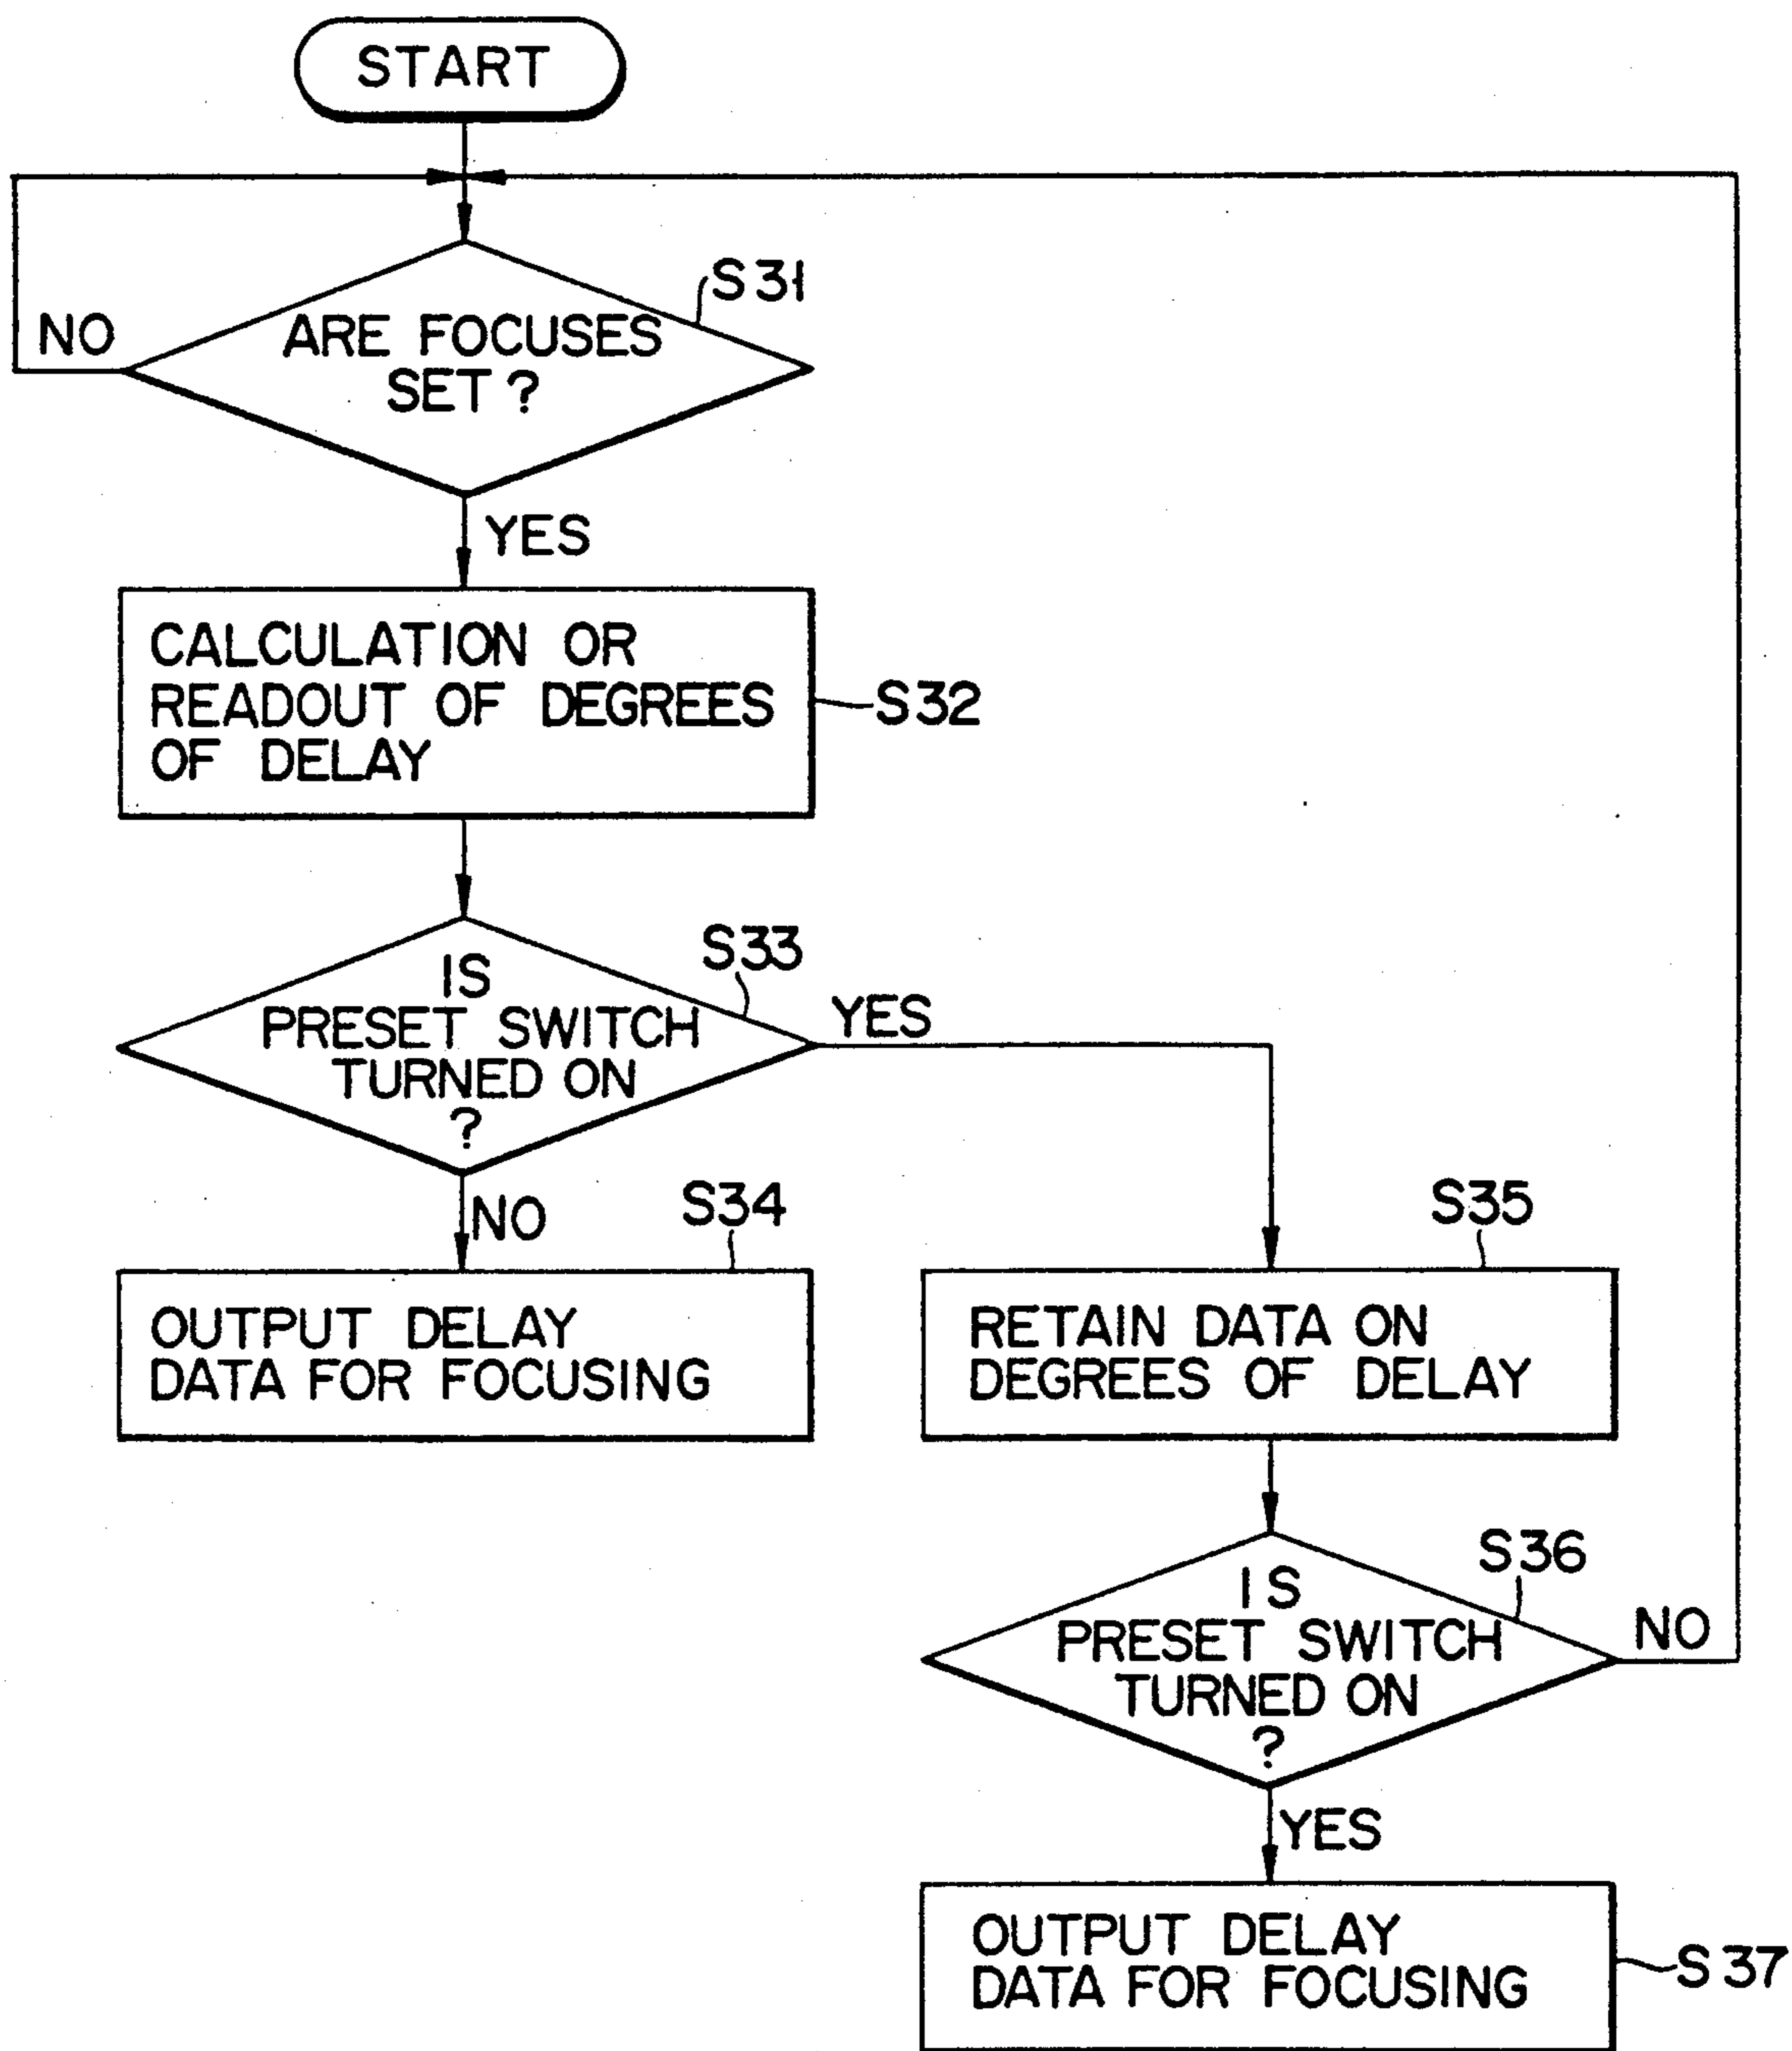 START
S31
NO
ARE FOCUSES
SET ?
YES
CALCULATION OR
READOUT OF DEGREES
OF DELAY
S32
S33
IS
PRESET SWITCH
TURNED ON
?
YES
NO
S34
S35
OUTPUT DELAY
DATA FOR FOCUSING
RETAIN DATA ON
DEGREES OF DELAY
S36
IS
PRESET SWITCH
TURNED ON
?
NO
YES
OUTPUT DELAY
DATA FOR FOCUSING
S37